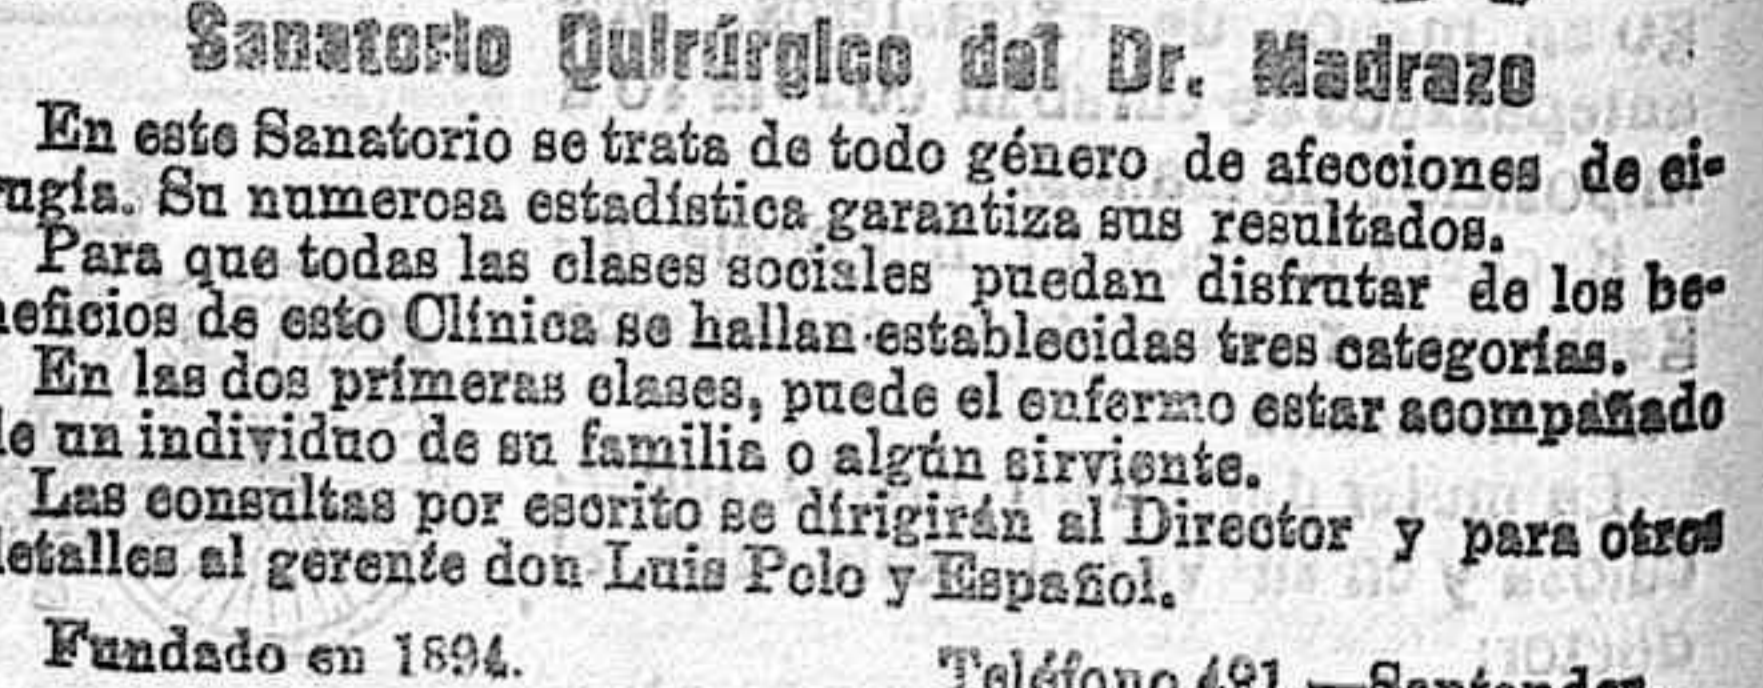 Sanatorio Quirúrgico del Dr. Madrazo
En este Sanatorio se trata de todo género de afecciones de ci-
rugía. Su numerosa estadística garantiza sus resultados.
Para que todas las clases sociales puedan disfrutar de los be-
neficios de esto Clínica se hallan establecidas tres categorías.
En las dos primeras clases, puede el enfermo estar acompañado
de un individuo de su familia o algún sirviente.
Las consultas por escrito se dirigirán al Director y para otros
detalles al gerente don Luis Polo y Español.
Fundado en 1894.
Teléfono 491.—Santander